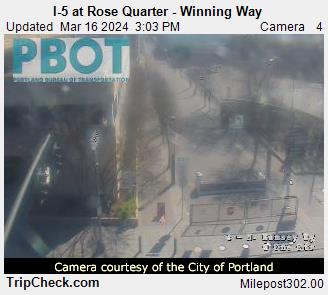 I-5 at Rose Quarter - Winning Way
Updated Mar 16 2024 3:03 PM Camera 4
PBOT
PORTLAND BUREAU OF TRANSPORTATION
Camera courtesy of the City of Portland
TripCheck.com Milepost302.00